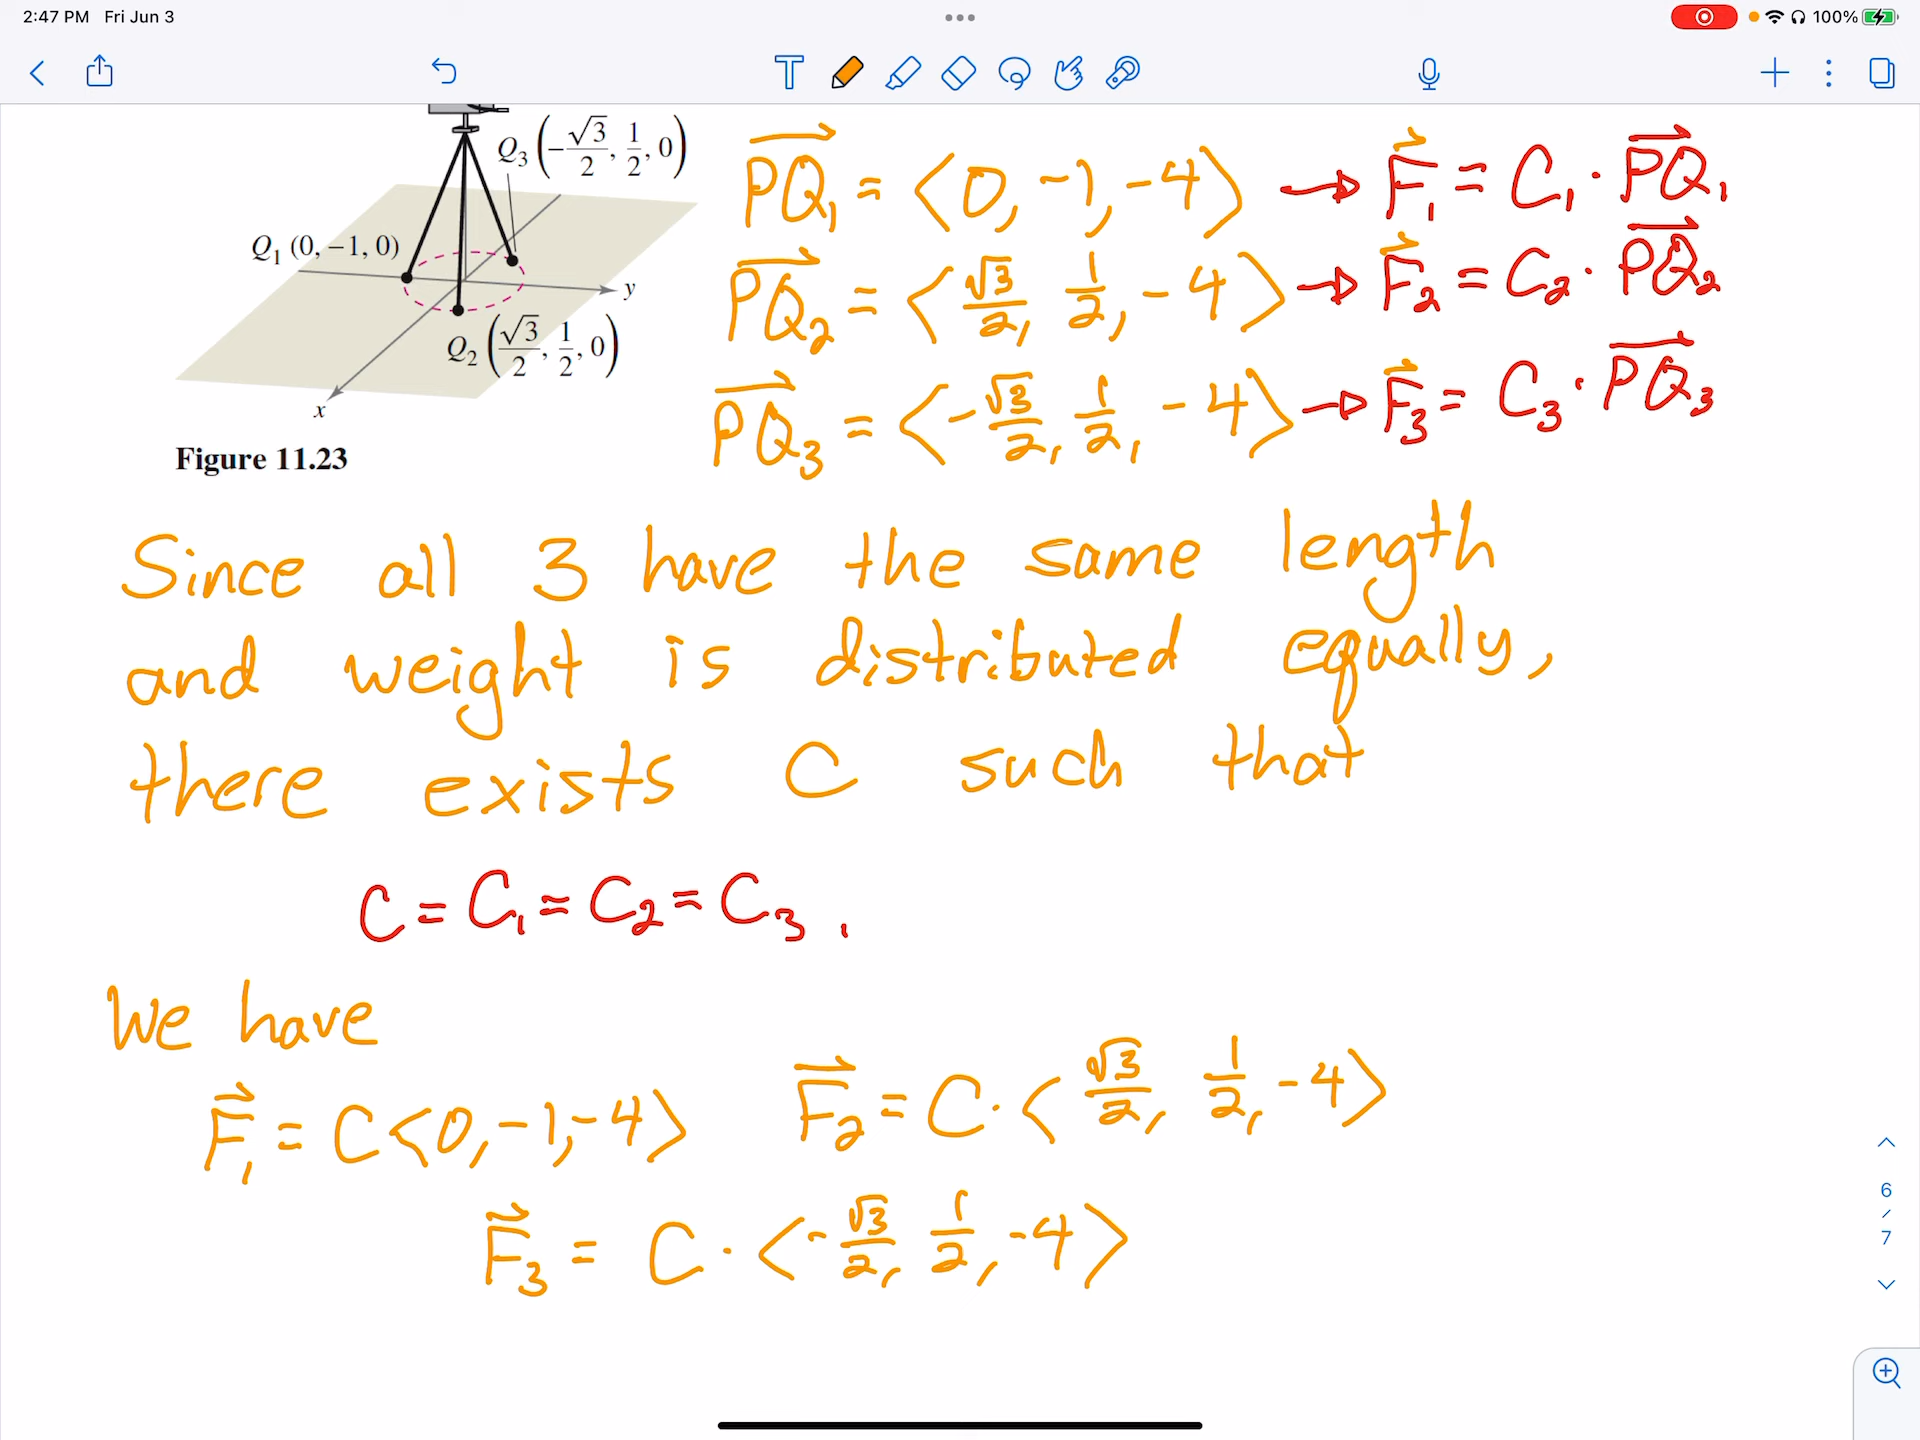 2:47 PM Fri Jun 3
100%
Q₃ (-√3/2, 1/2, 0)
Q₁ (0, −1, 0)
y
Q₂ (√3/2, 1/2, 0)
x
Figure 11.23
PQ₁ = ⟨0, -1, -4⟩ → F₁ = C₁ · PQ₁
PQ₂ = ⟨√3/2, 1/2, -4⟩ → F₂ = C₂ · PQ₂
PQ₃ = ⟨-√3/2, 1/2, -4⟩ → F₃ = C₃ · PQ₃
Since all 3 have the same length
and weight is distributed equally,
there exists C such that
C = C₁ = C₂ = C₃.
We have
F₁ = C<0, -1, -4> F₂ = C · <√3/2, 1/2, -4>
F₃ = C · <-√3/2, 1/2, -4>
6
/
7